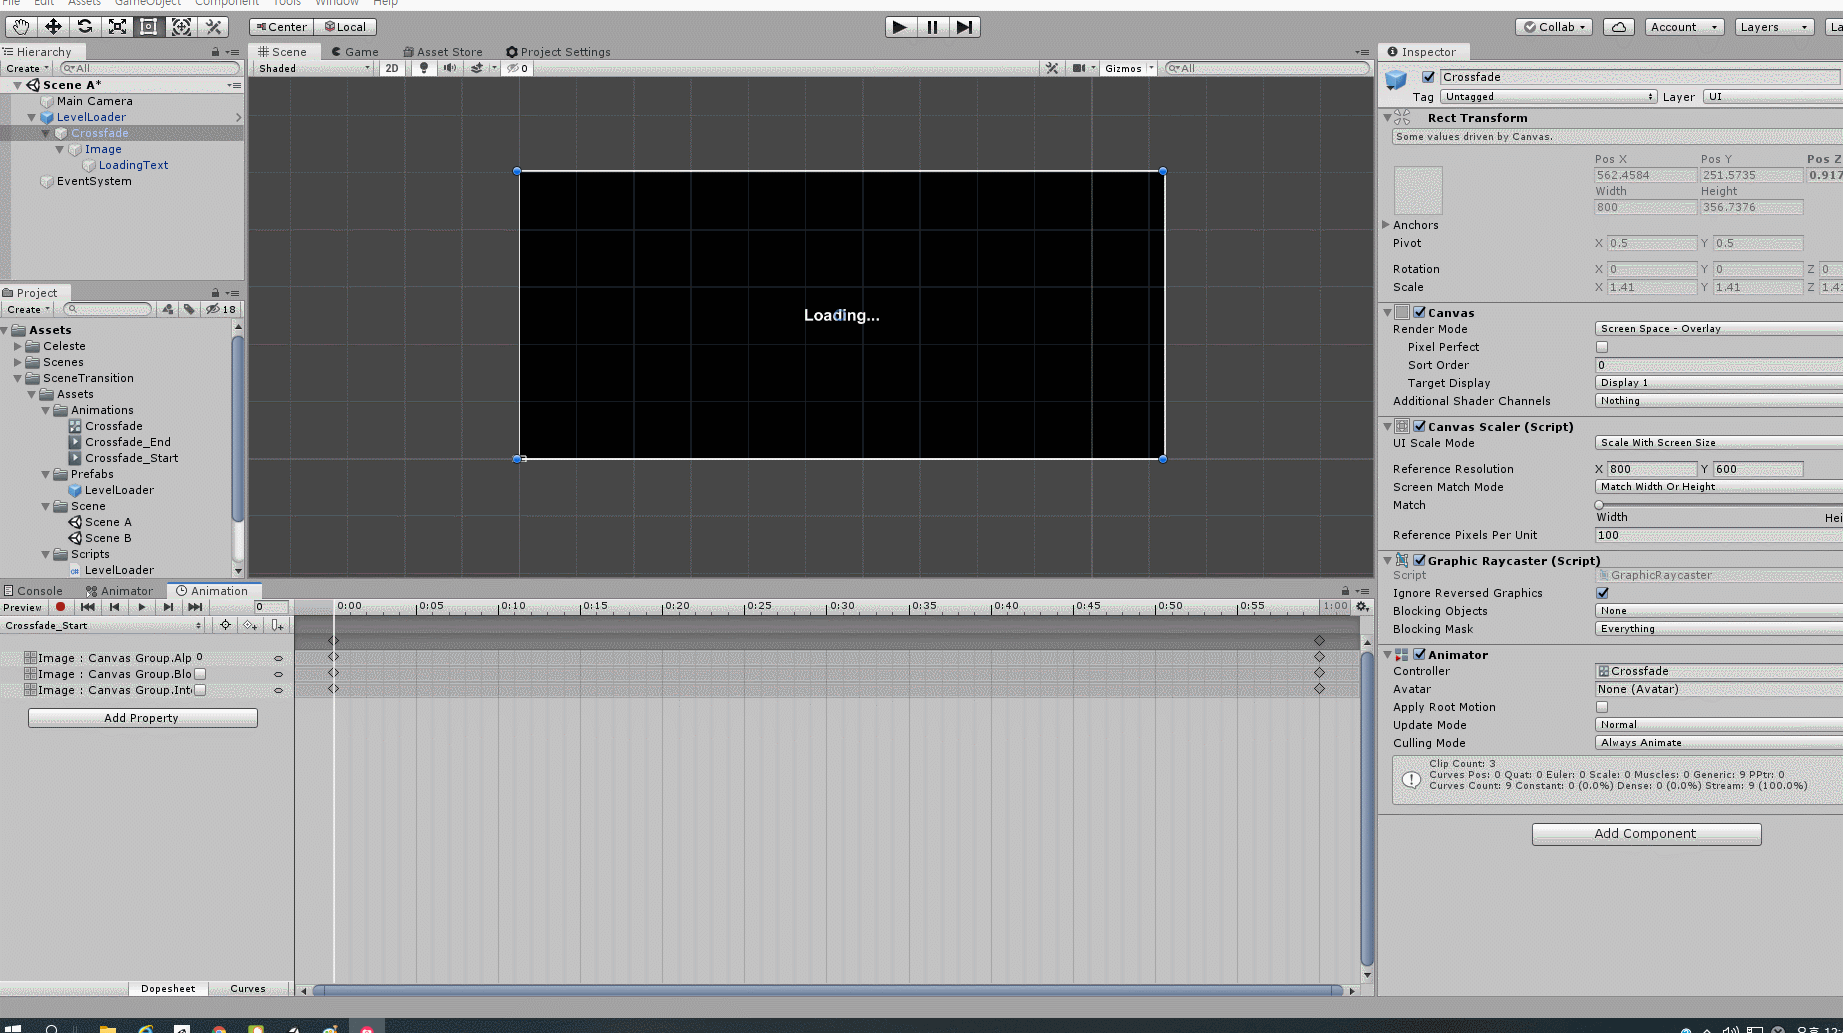 File Edit Assets GameObject Component Tools Window Help
Center Local
Collab Account Layers La
Hierarchy
Create All
Scene A*
Main Camera
LevelLoader
Crossfade
Image
LoadingText
EventSystem
Project
Create 18
Assets
Celeste
Scenes
SceneTransition
Assets
Animations
Crossfade
Crossfade_End
Crossfade_Start
Prefabs
LevelLoader
Scene
Scene A
Scene B
Scripts
LevelLoader
Scene Game Asset Store Project Settings
Shaded 2D 0 Gizmos All
Loading...
Console Animator Animation
Preview 0
Crossfade_Start
0:00 0:05 0:10 0:15 0:20 0:25 0:30 0:35 0:40 0:45 0:50 0:55 1:00
Image : Canvas Group.Alp 0
Image : Canvas Group.Blo
Image : Canvas Group.Int
Add Property
Dopesheet Curves
Inspector
Crossfade
Tag Untagged Layer UI
Rect Transform
Some values driven by Canvas.
Pos X Pos Y Pos Z
562.4584 251.5735 0.917
Width Height
800 356.7376
Anchors
Pivot X 0.5 Y 0.5
Rotation X 0 Y 0 Z 0
Scale X 1.41 Y 1.41 Z 1.41
Canvas
Render Mode Screen Space - Overlay
Pixel Perfect
Sort Order 0
Target Display Display 1
Additional Shader Channels Nothing
Canvas Scaler (Script)
UI Scale Mode Scale With Screen Size
Reference Resolution X 800 Y 600
Screen Match Mode Match Width Or Height
Match
Width Hei
Reference Pixels Per Unit 100
Graphic Raycaster (Script)
Script GraphicRaycaster
Ignore Reversed Graphics
Blocking Objects None
Blocking Mask Everything
Animator
Controller Crossfade
Avatar None (Avatar)
Apply Root Motion
Update Mode Normal
Culling Mode Always Animate
Clip Count: 3
Curves Pos: 0 Quat: 0 Euler: 0 Scale: 0 Muscles: 0 Generic: 9 PPtr: 0
Curves Count: 9 Constant: 0 (0.0%) Dense: 0 (0.0%) Stream: 9 (100.0%)
Add Component